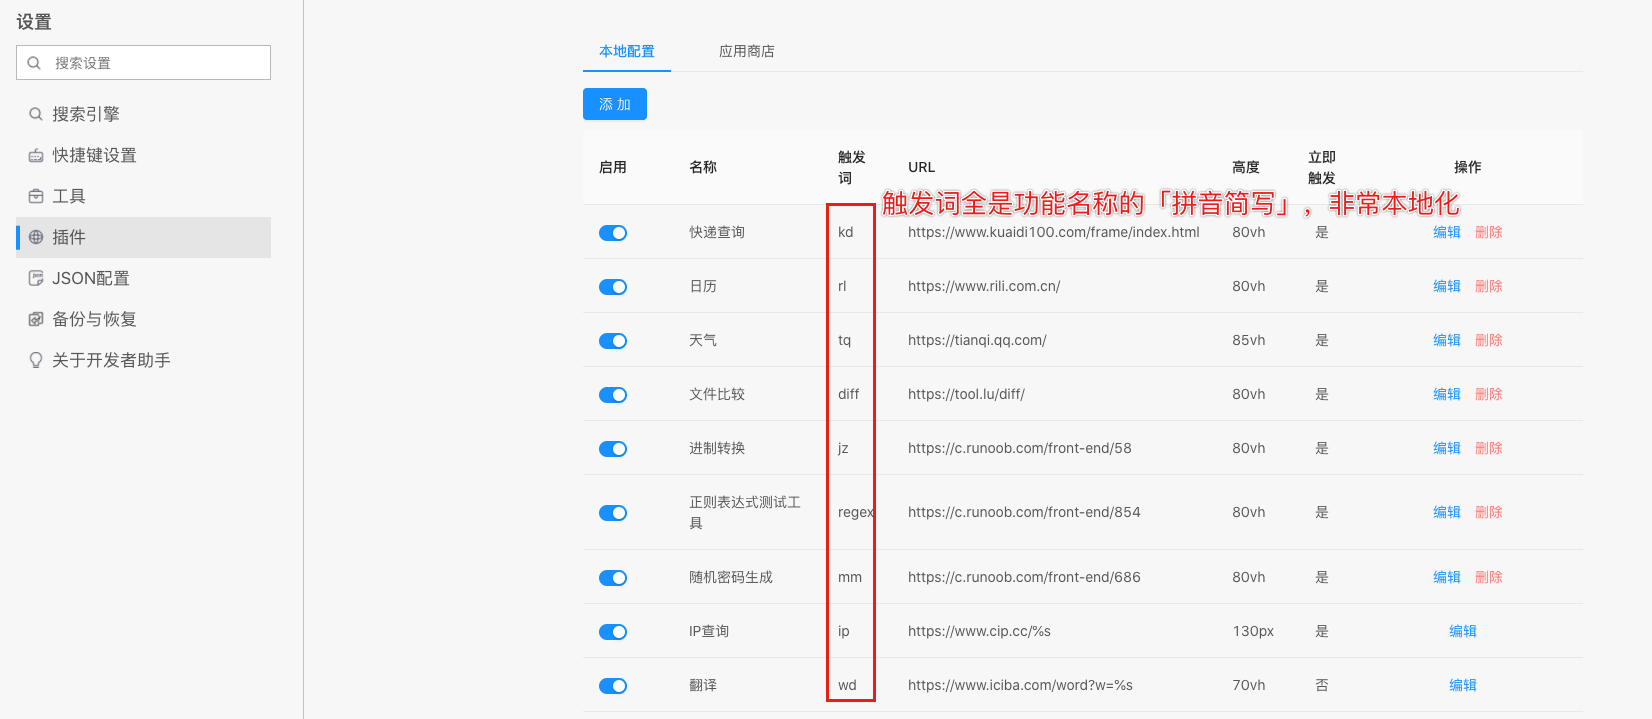 设置
搜索设置
搜索引擎
快捷键设置
工具
插件
JSON配置
备份与恢复
关于开发者助手
本地配置 应用商店
添 加
启用 名称 触发词 URL 高度 立即触发 操作
触发词全是功能名称的「拼音简写」，非常本地化
快递查询 kd https://www.kuaidi100.com/frame/index.html 80vh 是 编辑 删除
日历 rl https://www.rili.com.cn/ 80vh 是 编辑 删除
天气 tq https://tianqi.qq.com/ 85vh 是 编辑 删除
文件比较 diff https://tool.lu/diff/ 80vh 是 编辑 删除
进制转换 jz https://c.runoob.com/front-end/58 80vh 是 编辑 删除
正则表达式测试工具 regex https://c.runoob.com/front-end/854 80vh 是 编辑 删除
随机密码生成 mm https://c.runoob.com/front-end/686 80vh 是 编辑 删除
IP查询 ip https://www.cip.cc/%s 130px 是 编辑
翻译 wd https://www.iciba.com/word?w=%s 70vh 否 编辑